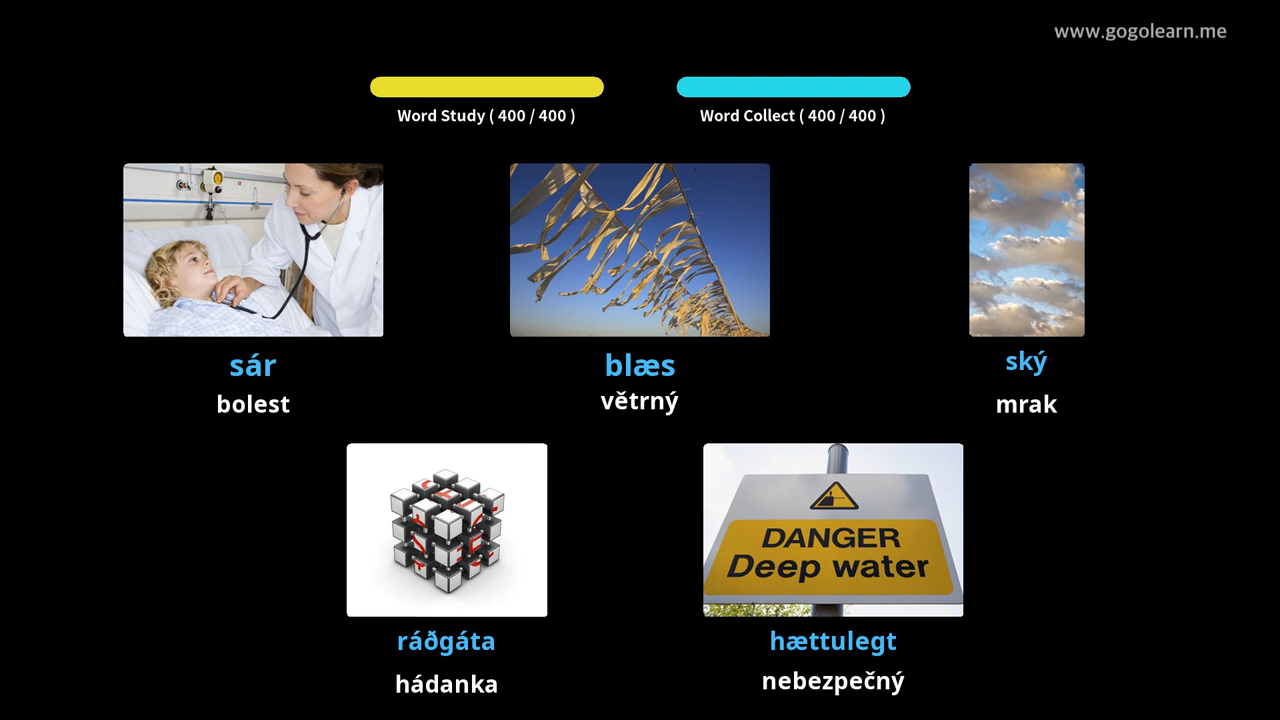 www.gogolearn.me
Word Study ( 400 / 400 )
Word Collect ( 400 / 400 )
sár
blæs
ský
bolest
větrný
mrak
DANGER
Deep water
ráðgáta
hættulegt
hádanka
nebezpečný